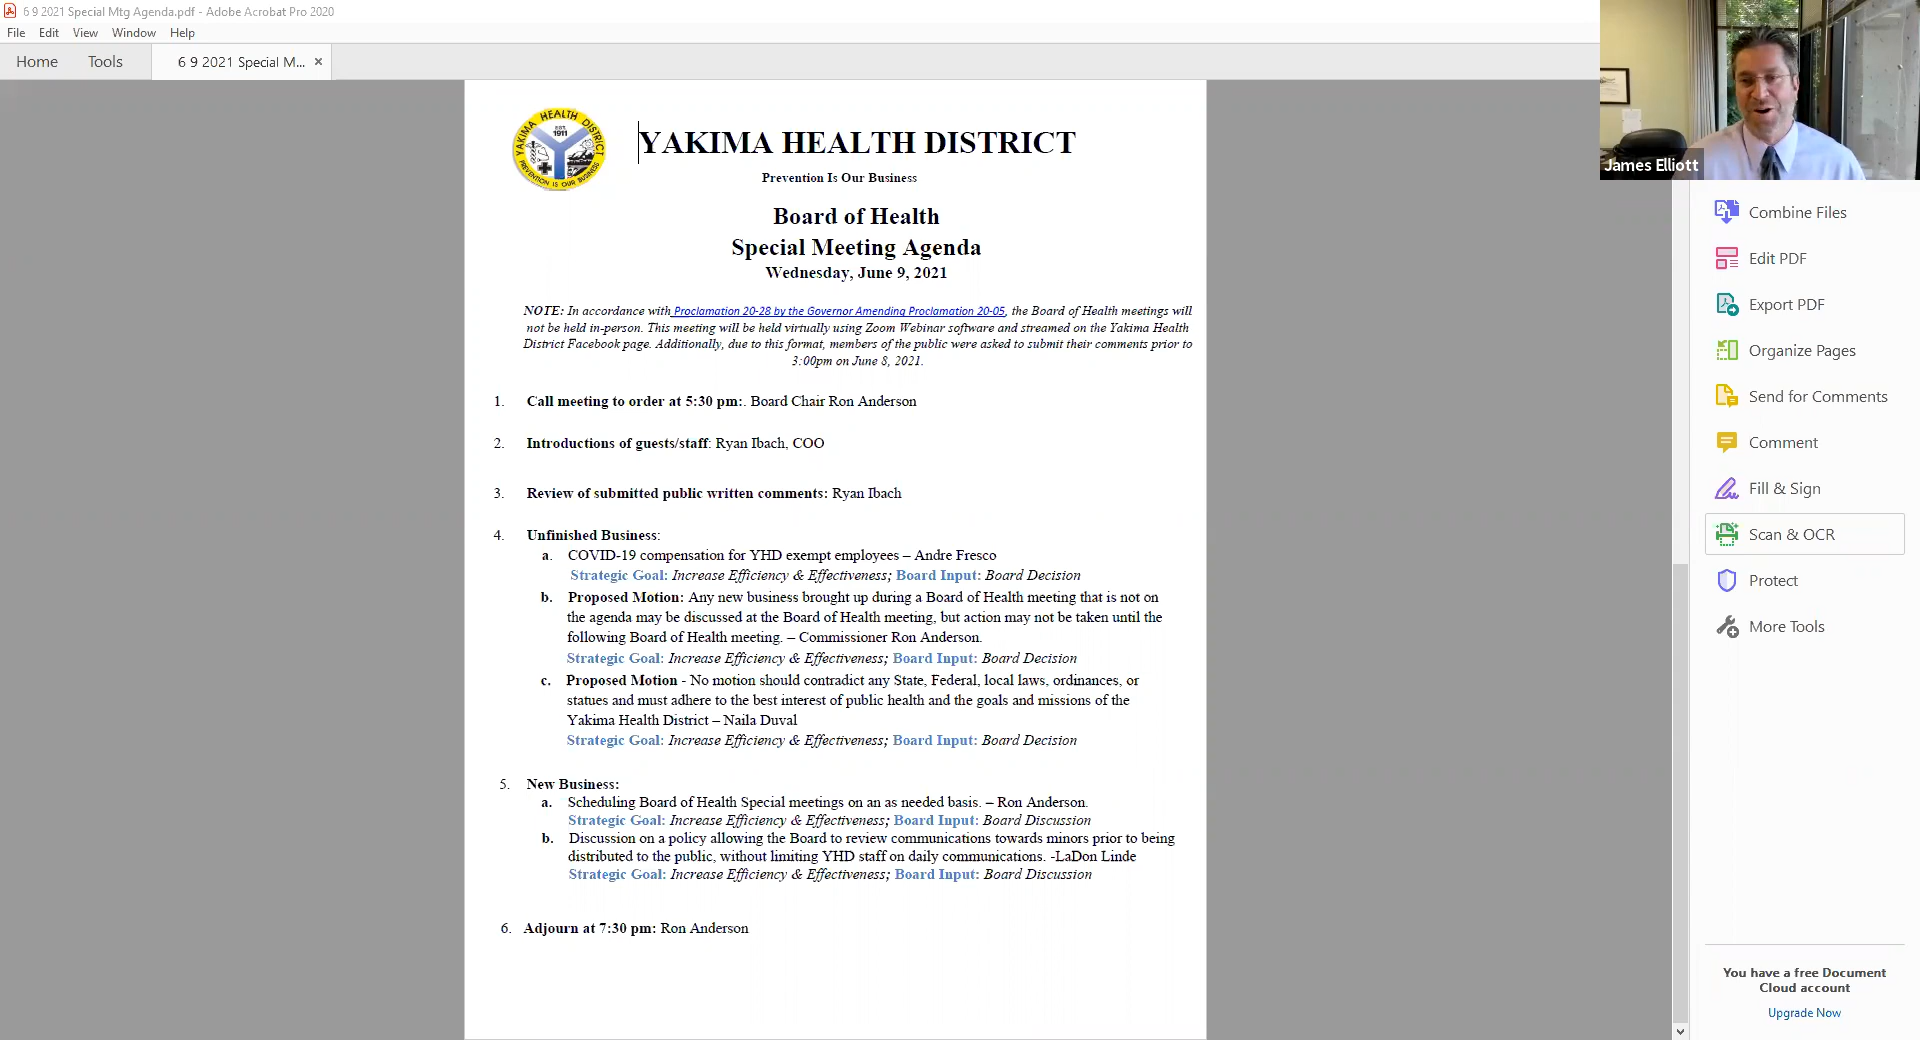 6 9 2021 Special Mtg Agenda.pdf - Adobe Acrobat Pro 2020
File Edit View Window Help
Home Tools 6 9 2021 Special M... ×
YAKIMA HEALTH DISTRICT
EST. 1911
PREVENTION IS OUR BUSINESS
YAKIMA HEALTH DISTRICT
Prevention Is Our Business
Board of Health
Special Meeting Agenda
Wednesday, June 9, 2021
NOTE: In accordance with Proclamation 20-28 by the Governor Amending Proclamation 20-05, the Board of Health meetings will
not be held in-person. This meeting will be held virtually using Zoom Webinar software and streamed on the Yakima Health
District Facebook page. Additionally, due to this format, members of the public were asked to submit their comments prior to
3:00pm on June 8, 2021.
1. Call meeting to order at 5:30 pm:. Board Chair Ron Anderson
2. Introductions of guests/staff: Ryan Ibach, COO
3. Review of submitted public written comments: Ryan Ibach
4. Unfinished Business:
a. COVID-19 compensation for YHD exempt employees – Andre Fresco
Strategic Goal: Increase Efficiency & Effectiveness; Board Input: Board Decision
b. Proposed Motion: Any new business brought up during a Board of Health meeting that is not on
the agenda may be discussed at the Board of Health meeting, but action may not be taken until the
following Board of Health meeting. – Commissioner Ron Anderson.
Strategic Goal: Increase Efficiency & Effectiveness; Board Input: Board Decision
c. Proposed Motion - No motion should contradict any State, Federal, local laws, ordinances, or
statues and must adhere to the best interest of public health and the goals and missions of the
Yakima Health District – Naila Duval
Strategic Goal: Increase Efficiency & Effectiveness; Board Input: Board Decision
5. New Business:
a. Scheduling Board of Health Special meetings on an as needed basis. – Ron Anderson.
Strategic Goal: Increase Efficiency & Effectiveness; Board Input: Board Discussion
b. Discussion on a policy allowing the Board to review communications towards minors prior to being
distributed to the public, without limiting YHD staff on daily communications. -LaDon Linde
Strategic Goal: Increase Efficiency & Effectiveness; Board Input: Board Discussion
6. Adjourn at 7:30 pm: Ron Anderson
James Elliott
Combine Files
Edit PDF
Export PDF
Organize Pages
Send for Comments
Comment
Fill & Sign
Scan & OCR
Protect
More Tools
You have a free Document
Cloud account
Upgrade Now